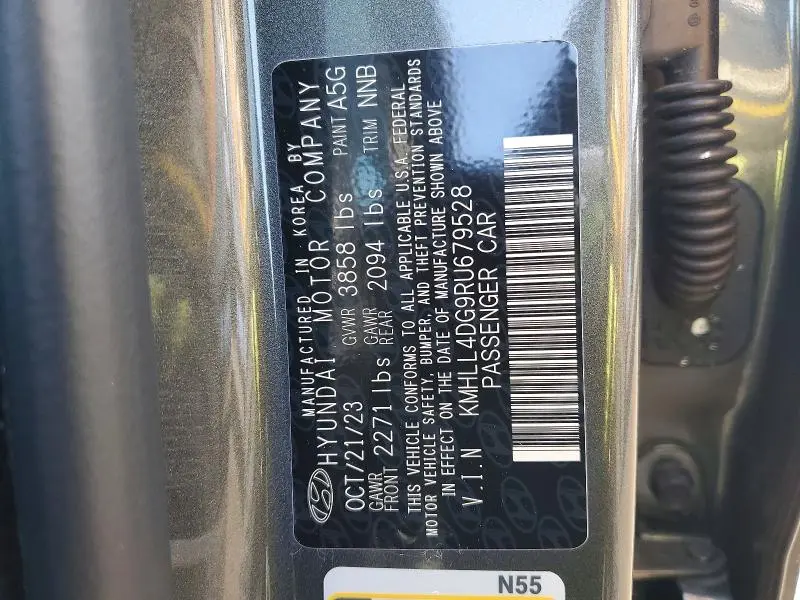 MANUFACTURED IN KOREA BY
HYUNDAI MOTOR COMPANY
OCT/21/23 GVWR 3858 lbs PAINT A5G
GAWR FRONT 2271 lbs GAWR REAR 2094 lbs TRIM NNB
THIS VEHICLE CONFORMS TO ALL APPLICABLE U.S.A. FEDERAL
MOTOR VEHICLE SAFETY, BUMPER, AND THEFT PREVENTION STANDARDS
IN EFFECT ON THE DATE OF MANUFACTURE SHOWN ABOVE
V.I.N KMHLL4DG9RU679528
PASSENGER CAR
N55